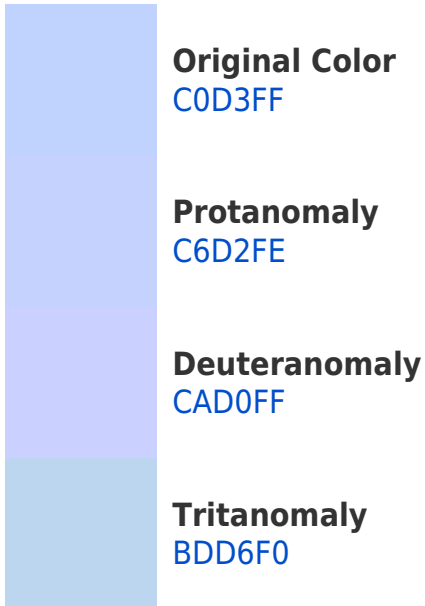 Original Color
C0D3FF
Protanomaly
C6D2FE
Deuteranomaly
CAD0FF
Tritanomaly
BDD6F0